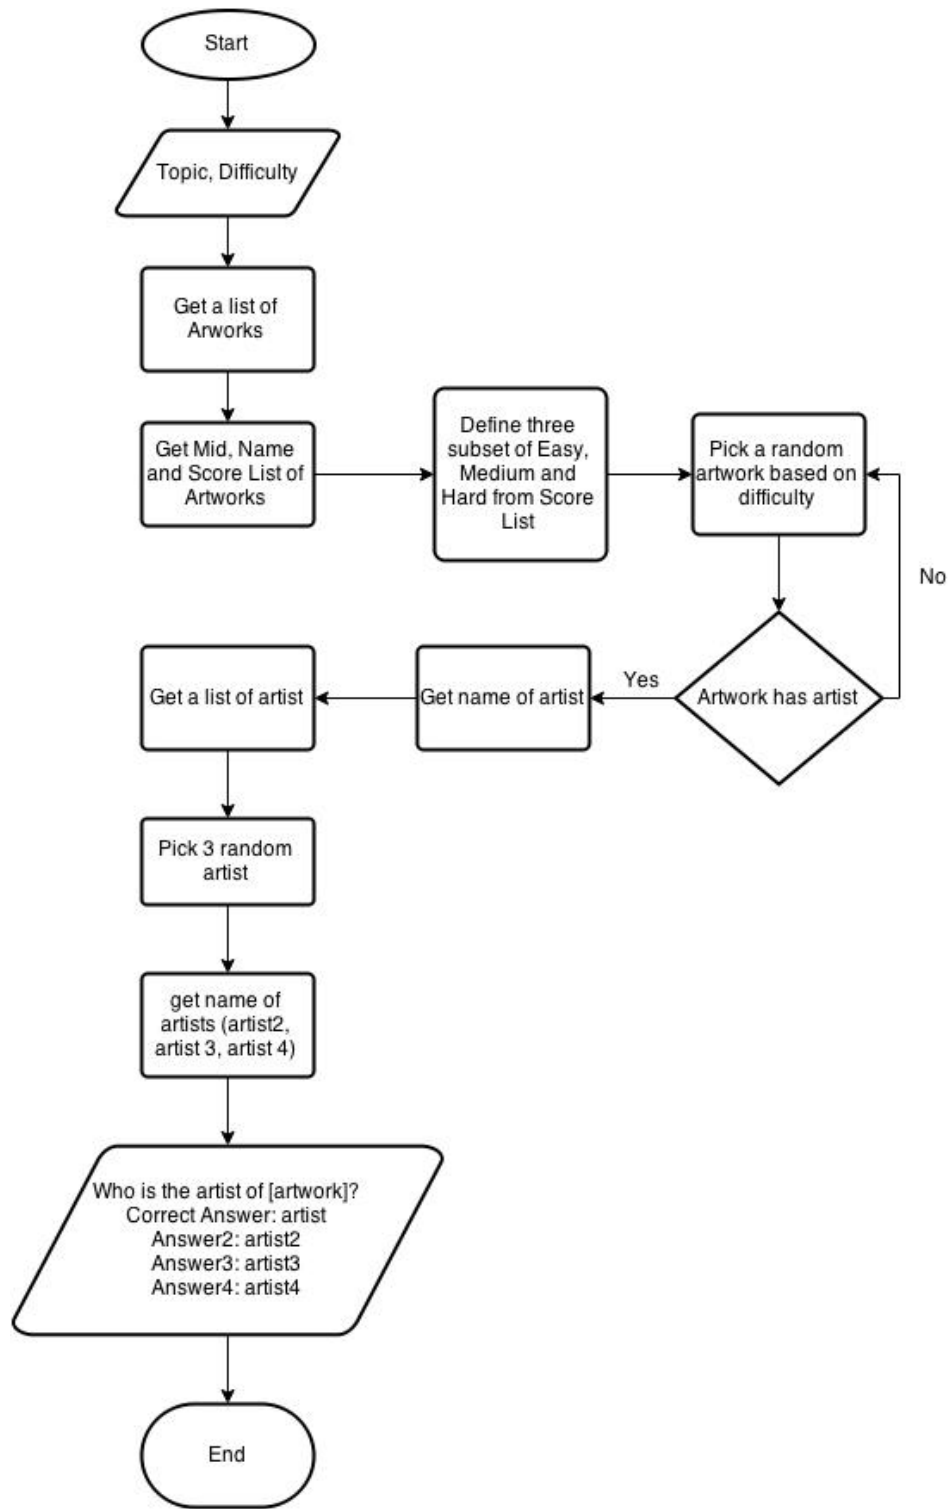 Start
Topic, Difficulty
Get a list of
Arworks
Get Mid, Name
and Score List of
Artworks
Define three
subset of Easy,
Medium and
Hard from Score
List
Pick a random
artwork based on
difficulty
No
Artwork has artist
Yes
Get name of artist
Get a list of artist
Pick 3 random
artist
get name of
artists (artist2,
artist 3, artist 4)
Who is the artist of [artwork]?
Correct Answer: artist
Answer2: artist2
Answer3: artist3
Answer4: artist4
End